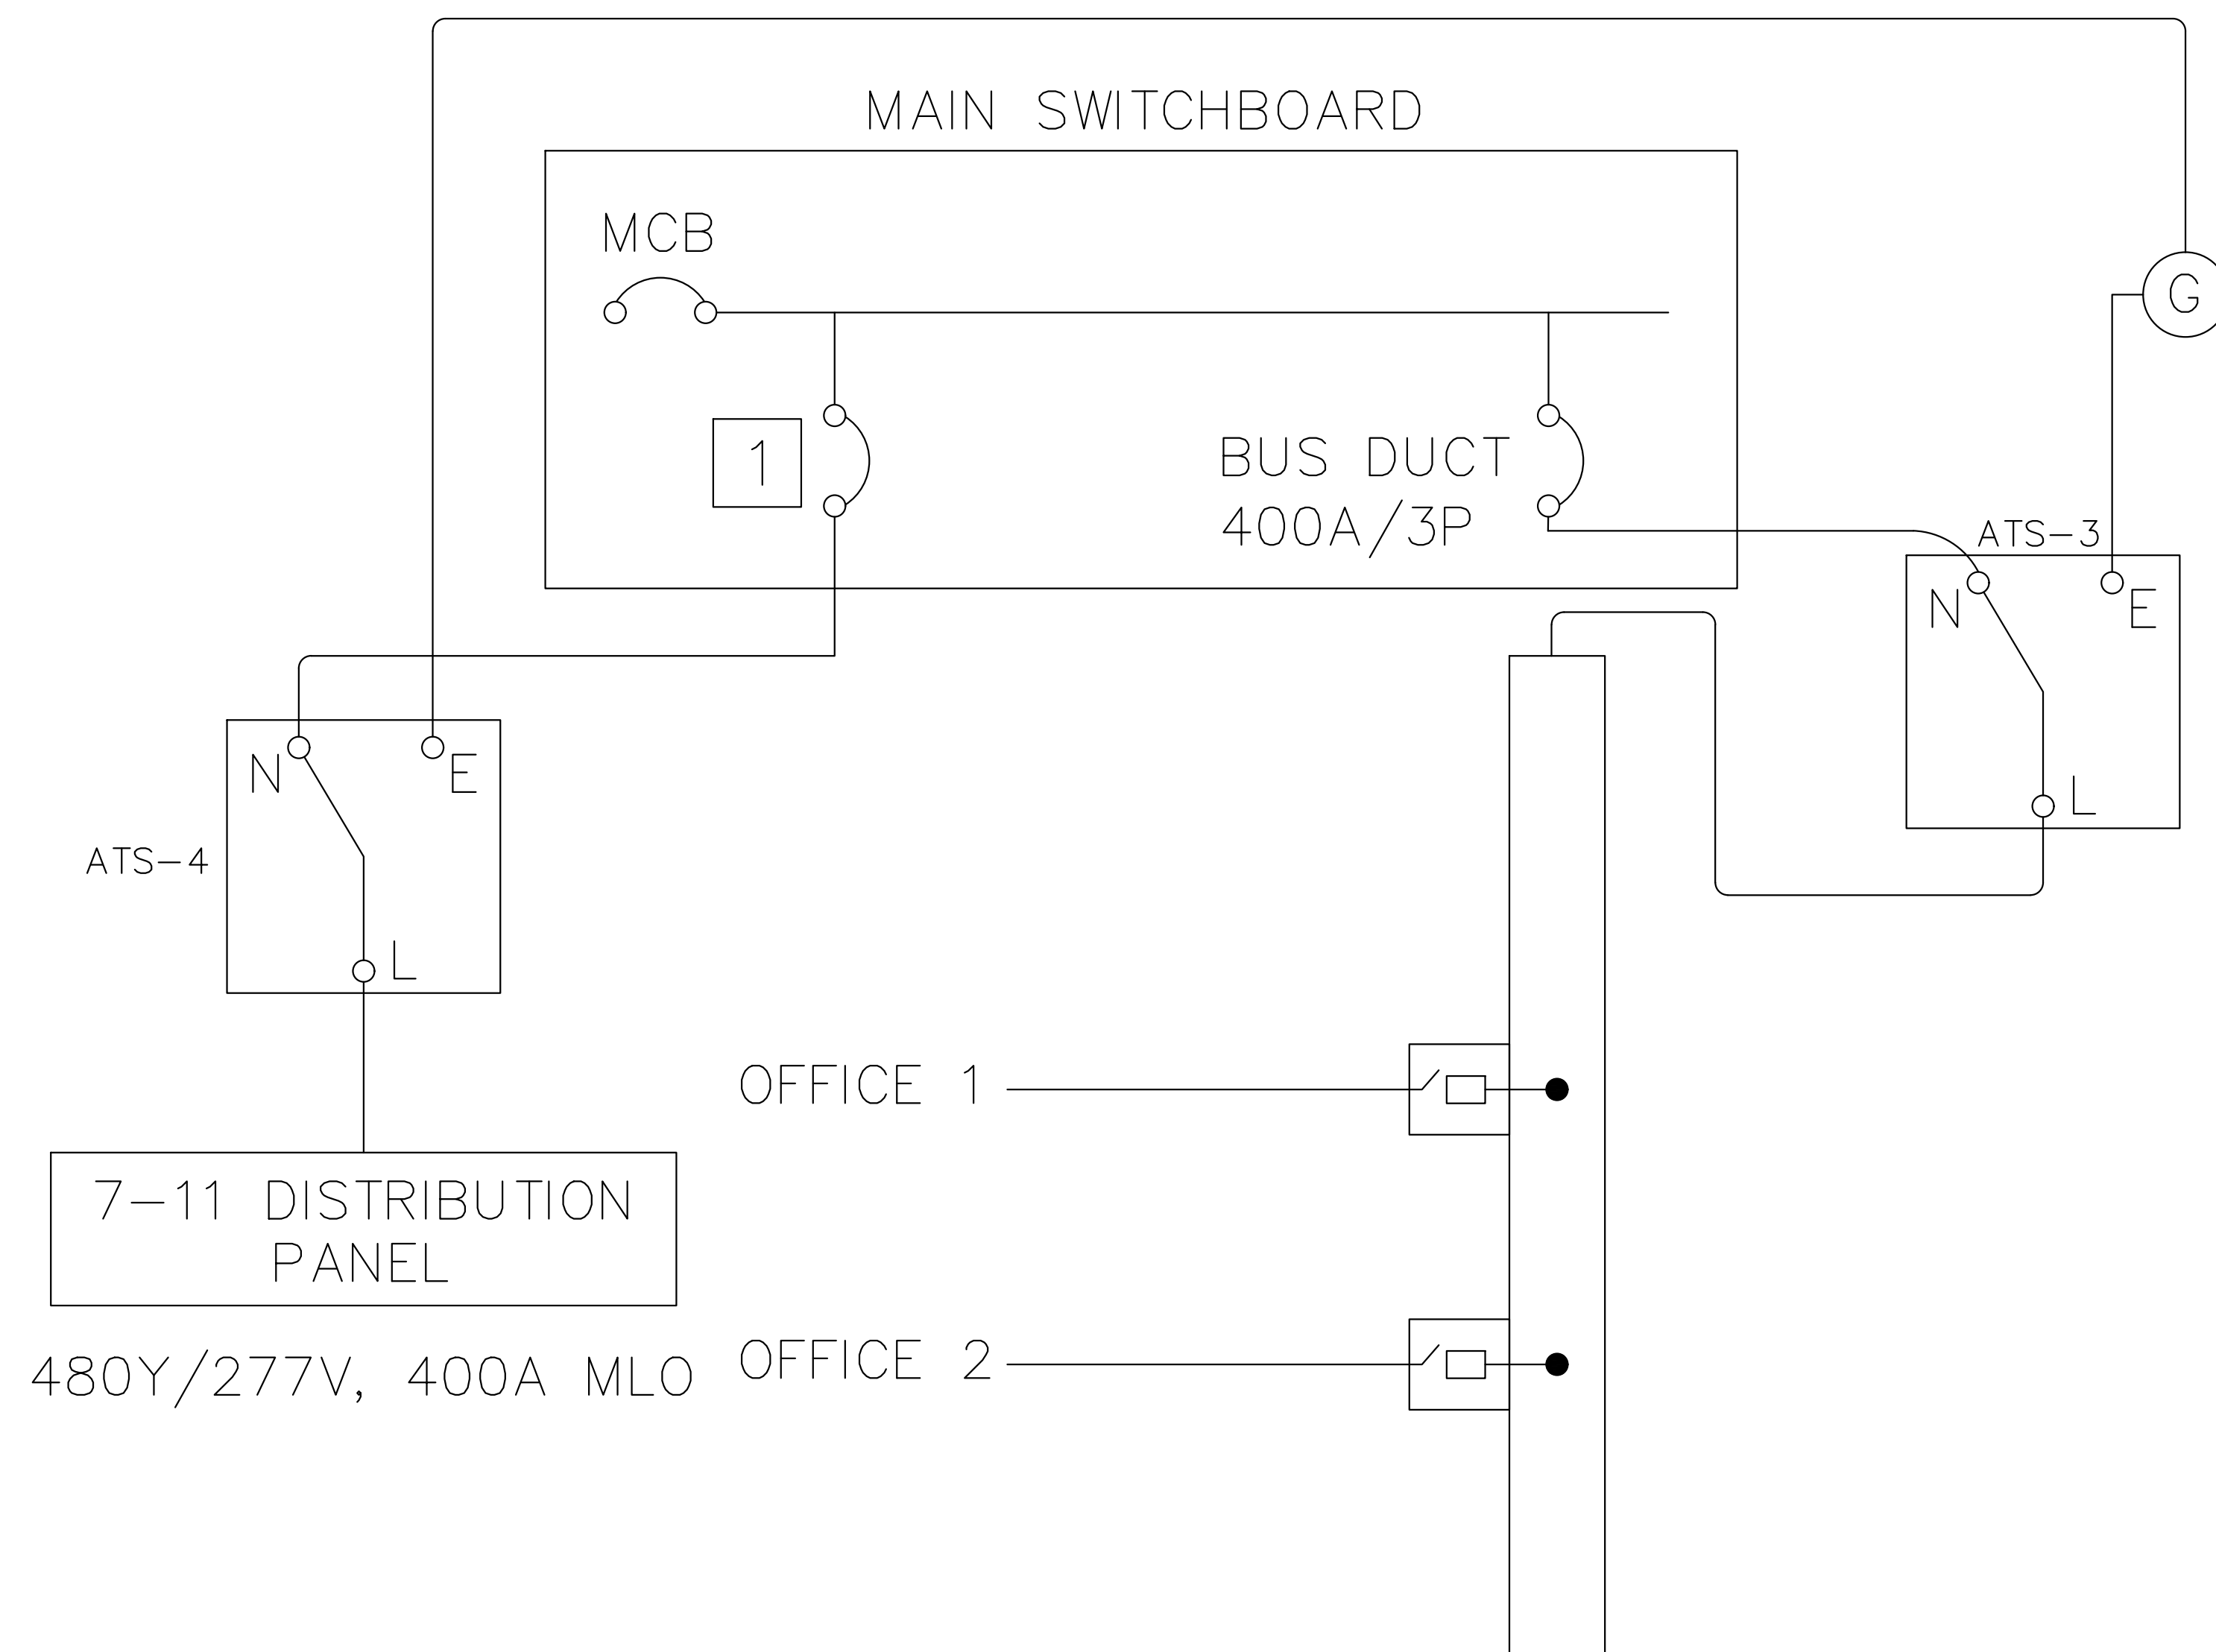 MAIN SWITCHBOARD
MCB
G
1
BUS DUCT
400A/3P
ATS-3
N
E
L
N
E
ATS-4
L
OFFICE 1
7-11 DISTRIBUTION
PANEL
480Y/277V, 400A MLO
OFFICE 2